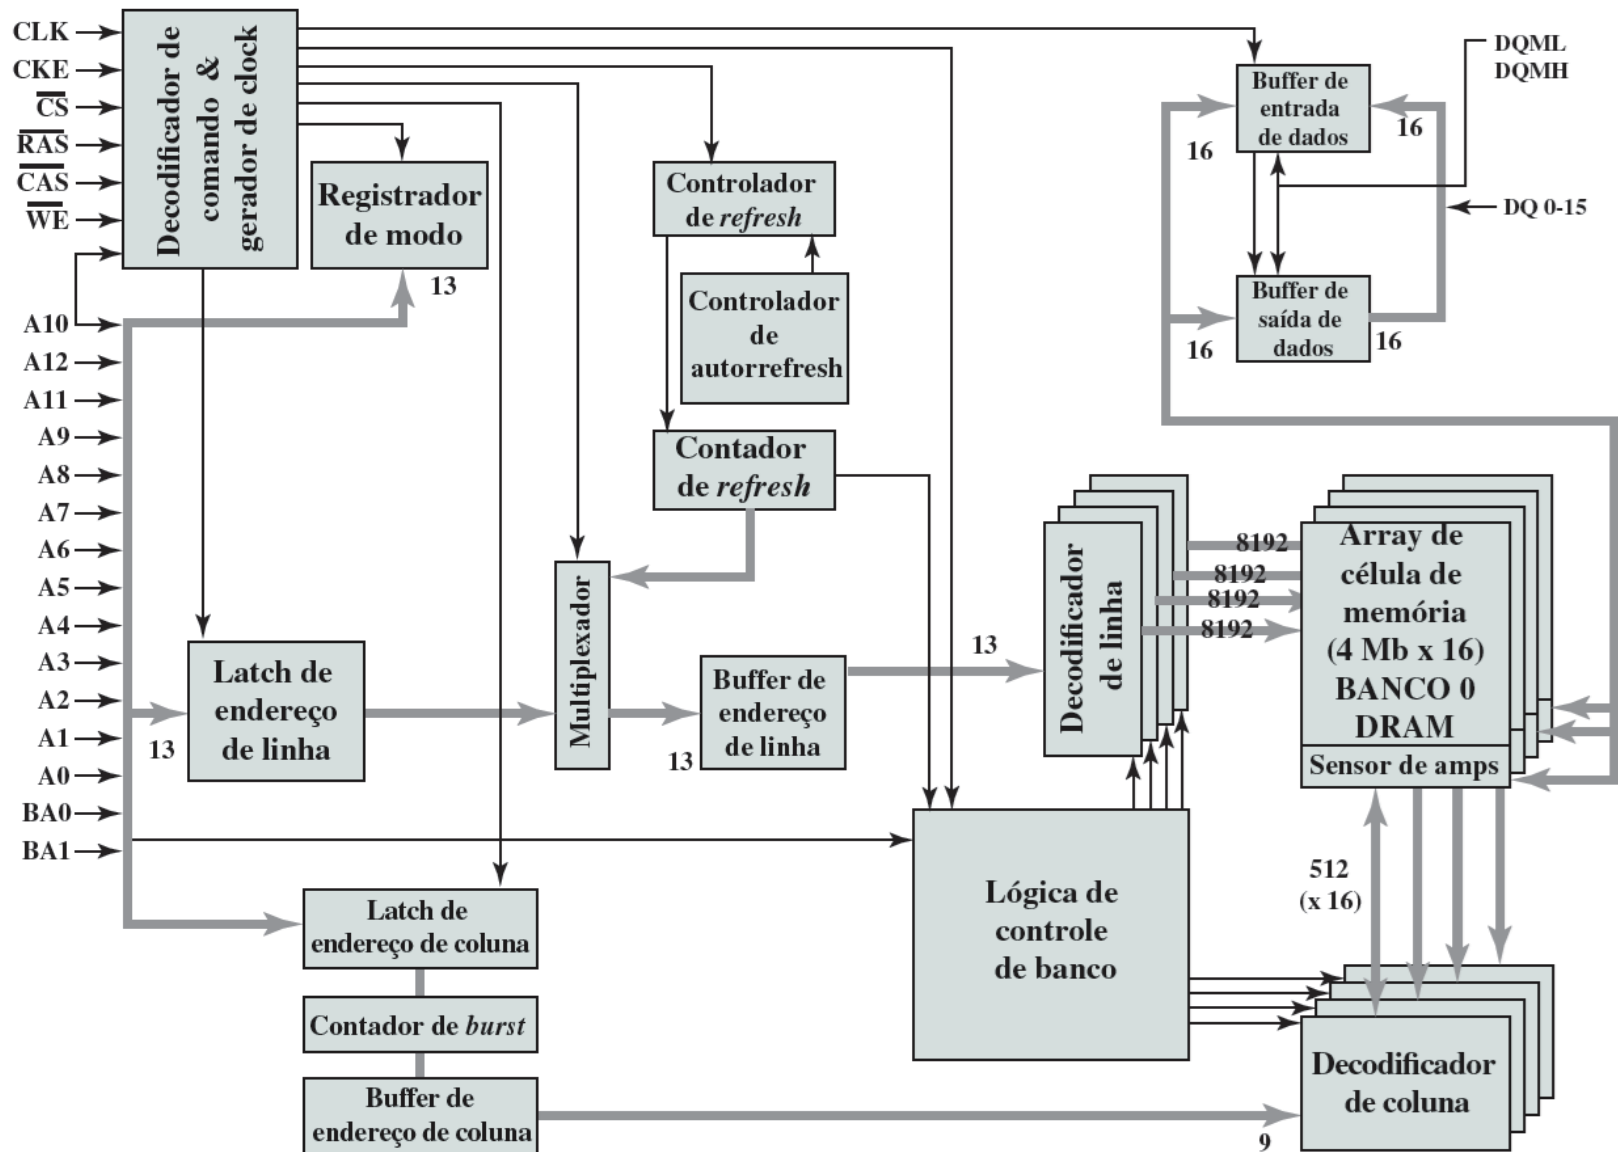 CLK
CKE
CS
RAS
CAS
WE
A10
A12
A11
A9
A8
A7
A6
A5
A4
A3
A2
A1
A0
BA0
BA1
Decodificador de
comando &
gerador de clock
Registrador
de modo
13
Controlador
de refresh
Controlador
de
autorrefresh
Contador
de refresh
Buffer de
entrada
de dados
16
16
DQML
DQMH
DQ 0-15
Buffer de
saída de
dados
16
16
13
Latch de
endereço
de linha
Multiplexador
13
Buffer de
endereço
de linha
13
Decodificador
de linha
8192
8192
8192
8192
Array de
célula de
memória
(4 Mb x 16)
BANCO 0
DRAM
Sensor de amps
Lógica de
controle
de banco
512
(x 16)
Latch de
endereço de coluna
Contador de burst
Buffer de
endereço de coluna
9
Decodificador
de coluna